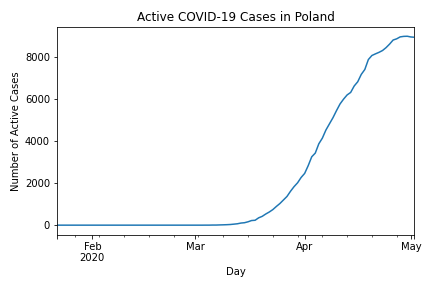 Active COVID-19 Cases in Poland
Number of Active Cases
8000
6000
4000
2000
0
Feb
2020
Mar
Apr
May
Day